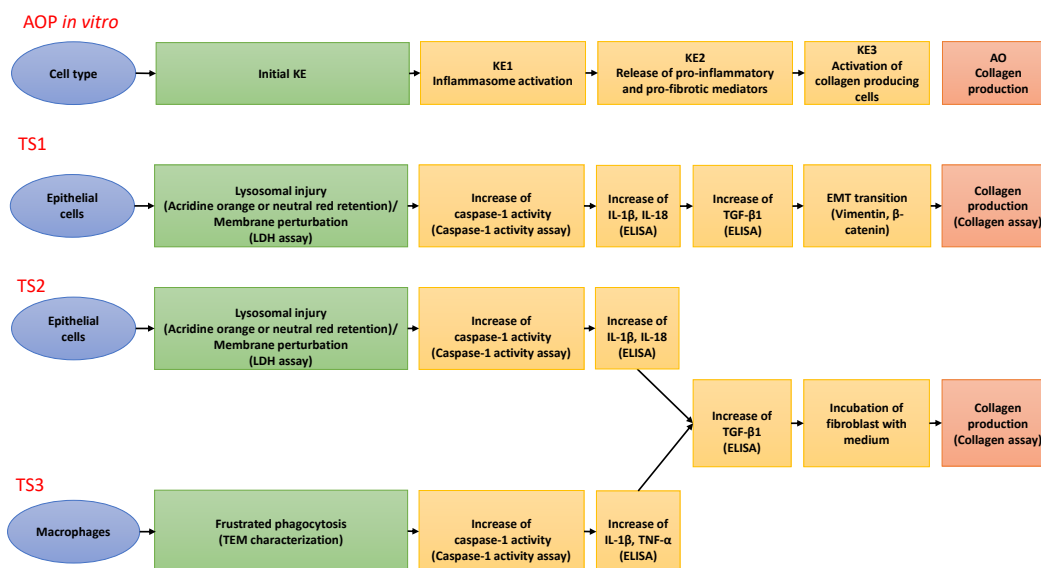 AOP in vitro
Cell type
Initial KE
KE1
Inflammasome activation
KE2
Release of pro-inflammatory
and pro-fibrotic mediators
KE3
Activation of
collagen producing
cells
AO
Collagen
production
TS1
Epithelial
cells
Lysosomal injury
(Acridine orange or neutral red retention)/
Membrane perturbation
(LDH assay)
Increase of
caspase-1 activity
(Caspase-1 activity assay)
Increase of
IL-1β, IL-18
(ELISA)
Increase of
TGF-β1
(ELISA)
EMT transition
(Vimentin, β-
catenin)
Collagen
production
(Collagen assay)
TS2
Epithelial
cells
Lysosomal injury
(Acridine orange or neutral red retention)/
Membrane perturbation
(LDH assay)
Increase of
caspase-1 activity
(Caspase-1 activity assay)
Increase of
IL-1β, IL-18
(ELISA)
Increase of
TGF-β1
(ELISA)
Incubation of
fibroblast with
medium
Collagen
production
(Collagen assay)
TS3
Macrophages
Frustrated phagocytosis
(TEM characterization)
Increase of
caspase-1 activity
(Caspase-1 activity assay)
Increase of
IL-1β, TNF-α
(ELISA)